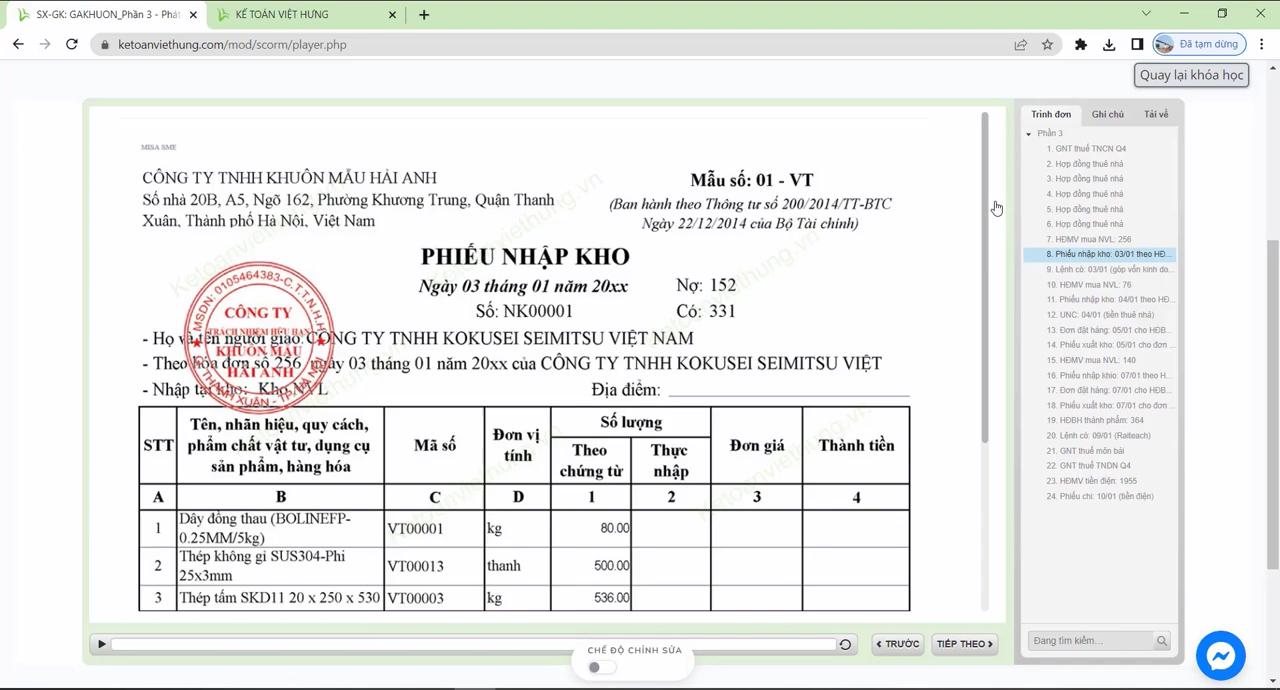 SX-GK: GAKHUON_Phần 3 - Phát
KẾ TOÁN VIỆT HƯNG
ketoanviethung.com/mod/scorm/player.php
Đã tạm dừng
Quay lại khóa học
MISA SME
CÔNG TY TNHH KHUÔN MẪU HẢI ANH
Số nhà 20B, A5, Ngõ 162, Phường Khương Trung, Quận Thanh
Xuân, Thành phố Hà Nội, Việt Nam
Mẫu số: 01 - VT
(Ban hành theo Thông tư số 200/2014/TT-BTC
Ngày 22/12/2014 của Bộ Tài chính)
PHIẾU NHẬP KHO
Ngày 03 tháng 01 năm 20xx
Số: NK00001
Nợ: 152
Có: 331
MSDN: 0105464383-C.T.T.N.H.H
CÔNG TY
TRÁCH NHIỆM HỮU HẠN
KHUÔN MẪU
HẢI ANH
- Họ và tên người giao: CÔNG TY TNHH KOKUSEI SEIMITSU VIỆT NAM
- Theo hóa đơn số 256 ngày 03 tháng 01 năm 20xx của CÔNG TY TNHH KOKUSEI SEIMITSU VIỆT
- Nhập tại kho: Kho NVL
Địa điểm:
STT
Tên, nhãn hiệu, quy cách,
phẩm chất vật tư, dụng cụ
sản phẩm, hàng hóa
Mã số
Đơn vị
tính
Số lượng
Theo
chứng từ
Thực
nhập
Đơn giá
Thành tiền
A B C D 1 2 3 4
1 Dây đồng thau (BOLINEFP-
0.25MM/5kg) VT00001 kg 80.00
2 Thép không gỉ SUS304-Phi
25x3mm VT00013 thanh 500.00
3 Thép tấm SKD11 20 x 250 x 530 VT00003 kg 536.00
Ketoanviethung.vn
TRƯỚC
TIẾP THEO
CHẾ ĐỘ CHỈNH SỬA
Trình đơn
Ghi chú
Tải về
Phần 3
1. GNT thuế TNCN Q4
2. Hợp đồng thuê nhà
3. Hợp đồng thuê nhà
4. Hợp đồng thuê nhà
5. Hợp đồng thuê nhà
6. Hợp đồng thuê nhà
7. HĐMV mua NVL: 256
8. Phiếu nhập kho: 03/01 theo HĐ...
9. Lệnh có: 03/01 (góp vốn kinh do...
10. HĐMV mua NVL: 76
11. Phiếu nhập kho: 04/01 theo HĐ...
12. UNC: 04/01 (tiền thuê nhà)
13. Đơn đặt hàng: 05/01 cho HĐB...
14. Phiếu xuất kho: 05/01 cho đơn ...
15. HĐMV mua NVL: 140
16. Phiếu nhập khio: 07/01 theo H...
17. Đơn đặt hàng: 07/01 cho HĐB...
18. Phiếu xuất kho: 07/01 cho đơn ...
19. HĐBH thành phẩm: 364
20. Lệnh có: 09/01 (Raiteach)
21. GNT thuế môn bài
22. GNT thuế TNDN Q4
23. HĐMV tiền điện: 1955
24. Phiếu chi: 10/01 (tiền điện)
Đang tìm kiếm...